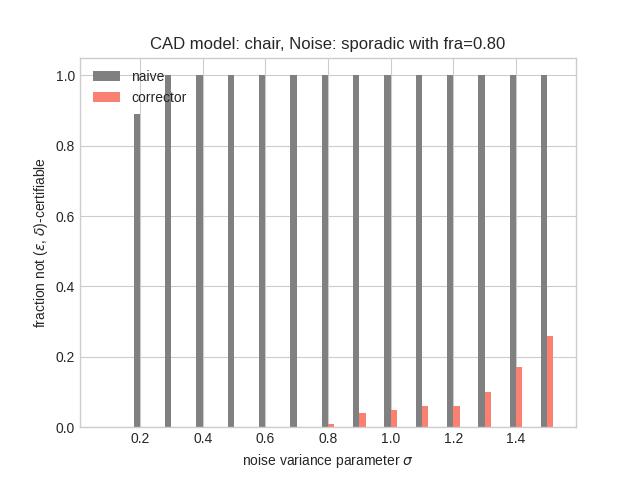 CAD model: chair, Noise: sporadic with fra=0.80
naive
corrector
fraction not (ε, δ)-certifiable
1.0
0.8
0.6
0.4
0.2
0.0
0.2 0.4 0.6 0.8 1.0 1.2 1.4
noise variance parameter σ